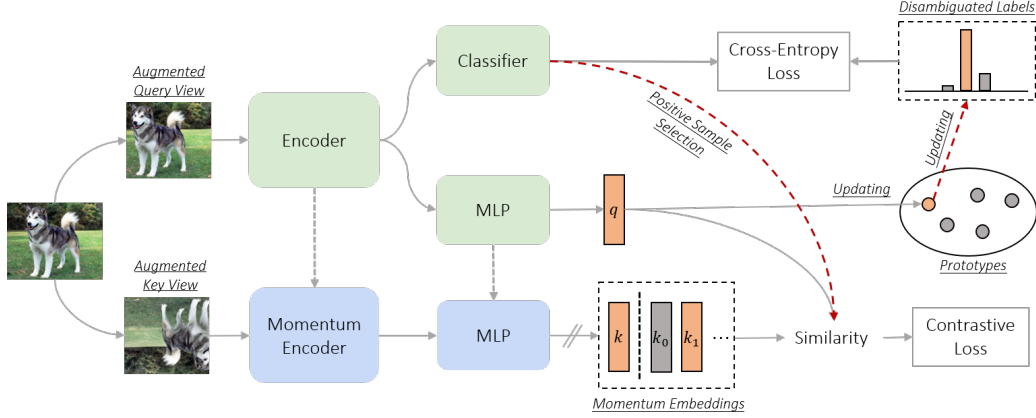 Disambiguated Labels
Classifier
Cross-Entropy
Loss
Augmented
Query View
Encoder
Positive Sample
Selection
Updating
MLP
q
Updating
Prototypes
Augmented
Key View
Momentum
Encoder
MLP
k
k₀
k₁
...
Similarity
Contrastive
Loss
Momentum Embeddings